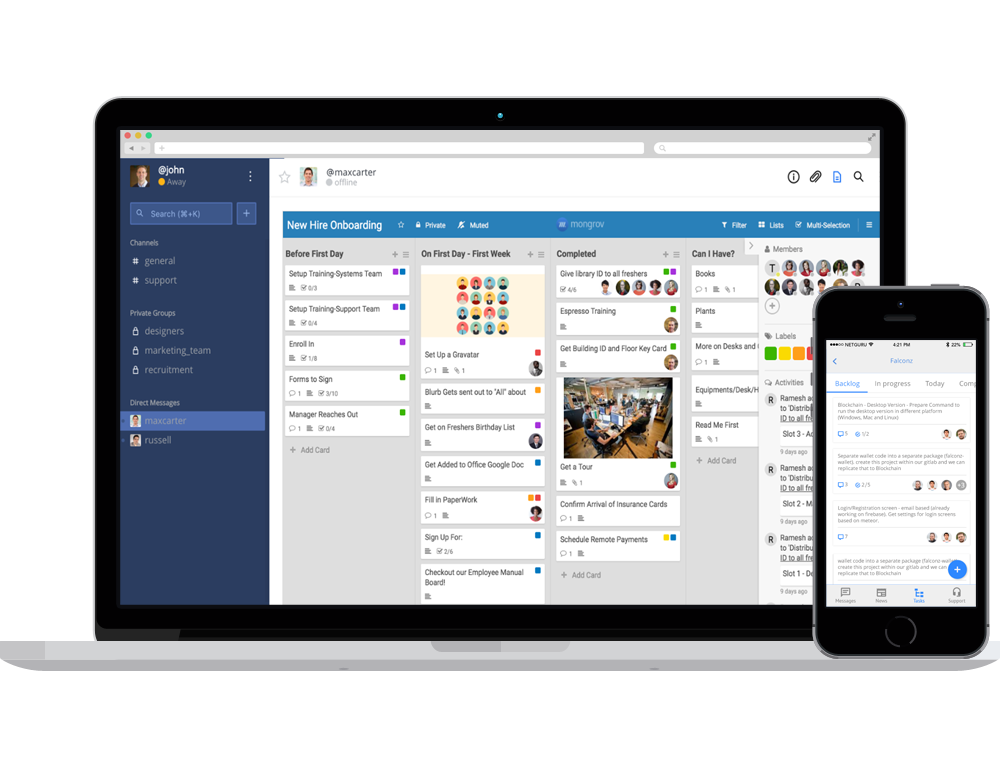 @john
Away
Search (⌘+K)
+
Channels
# general
# support
Private Groups
designers
marketing_team
recruitment
Direct Messages
maxcarter
russell
@maxcarter
offline
New Hire Onboarding
Private
Muted
mongrov
Filter
Lists
Multi-Selection
Before First Day
Setup Training-Systems Team
0/3
Setup Training-Support Team
0/4
Enroll In
1/8
Forms to Sign
1
3/10
Manager Reaches Out
1
0/4
+ Add Card
On First Day - First Week
Set Up a Gravatar
1
1
Blurb Gets sent out to "All" about
Get on Freshers Birthday List
Get Added to Office Google Doc
Fill in PaperWork
1
Sign Up For:
2/6
Checkout our Employee Manual
Board!
Completed
Give library ID to all freshers
4/6
Espresso Training
Get Building ID and Floor Key Card
Get a Tour
1
Confirm Arrival of Insurance Cards
1
Schedule Remote Payments
1
+ Add Card
Can I Have?
Books
1
1
Plants
More on Desks and
1
Equipments/Desk/H
Read Me First
1
+ Add Card
Members
T
R
Labels
Activities
R
Ramesh ad
to 'Distribu
ID to all fre
Slot 3 - Ad
9 days ago
R
Ramesh ad
to 'Distribu
ID to all fre
Slot 2 - M
9 days ago
R
Ramesh ad
to 'Distribu
ID to all fre
Slot 1 - Do
9 days ago
NETGURU
4:21 PM
22%
Falconz
Backlog
In progress
Today
Comp
Blockchain - Desktop Version - Prepare Command to
run the desktop version in different platform
(Windows, Mac and Linux)
5
1/2
Separate wallet code into a separate package (falconz-
wallet). create this project within our gitlab and we can
replicate that to Blockchain
3
2/5
+3
Login/Registration screen - email based (already
working on firebase). Get settings for login screens
based on meteor.
7
wallet code into a separate package (falconz-wall
create this project within our gitlab and we can
replicate that to Blockchain
+
Messages
News
Tasks
Support